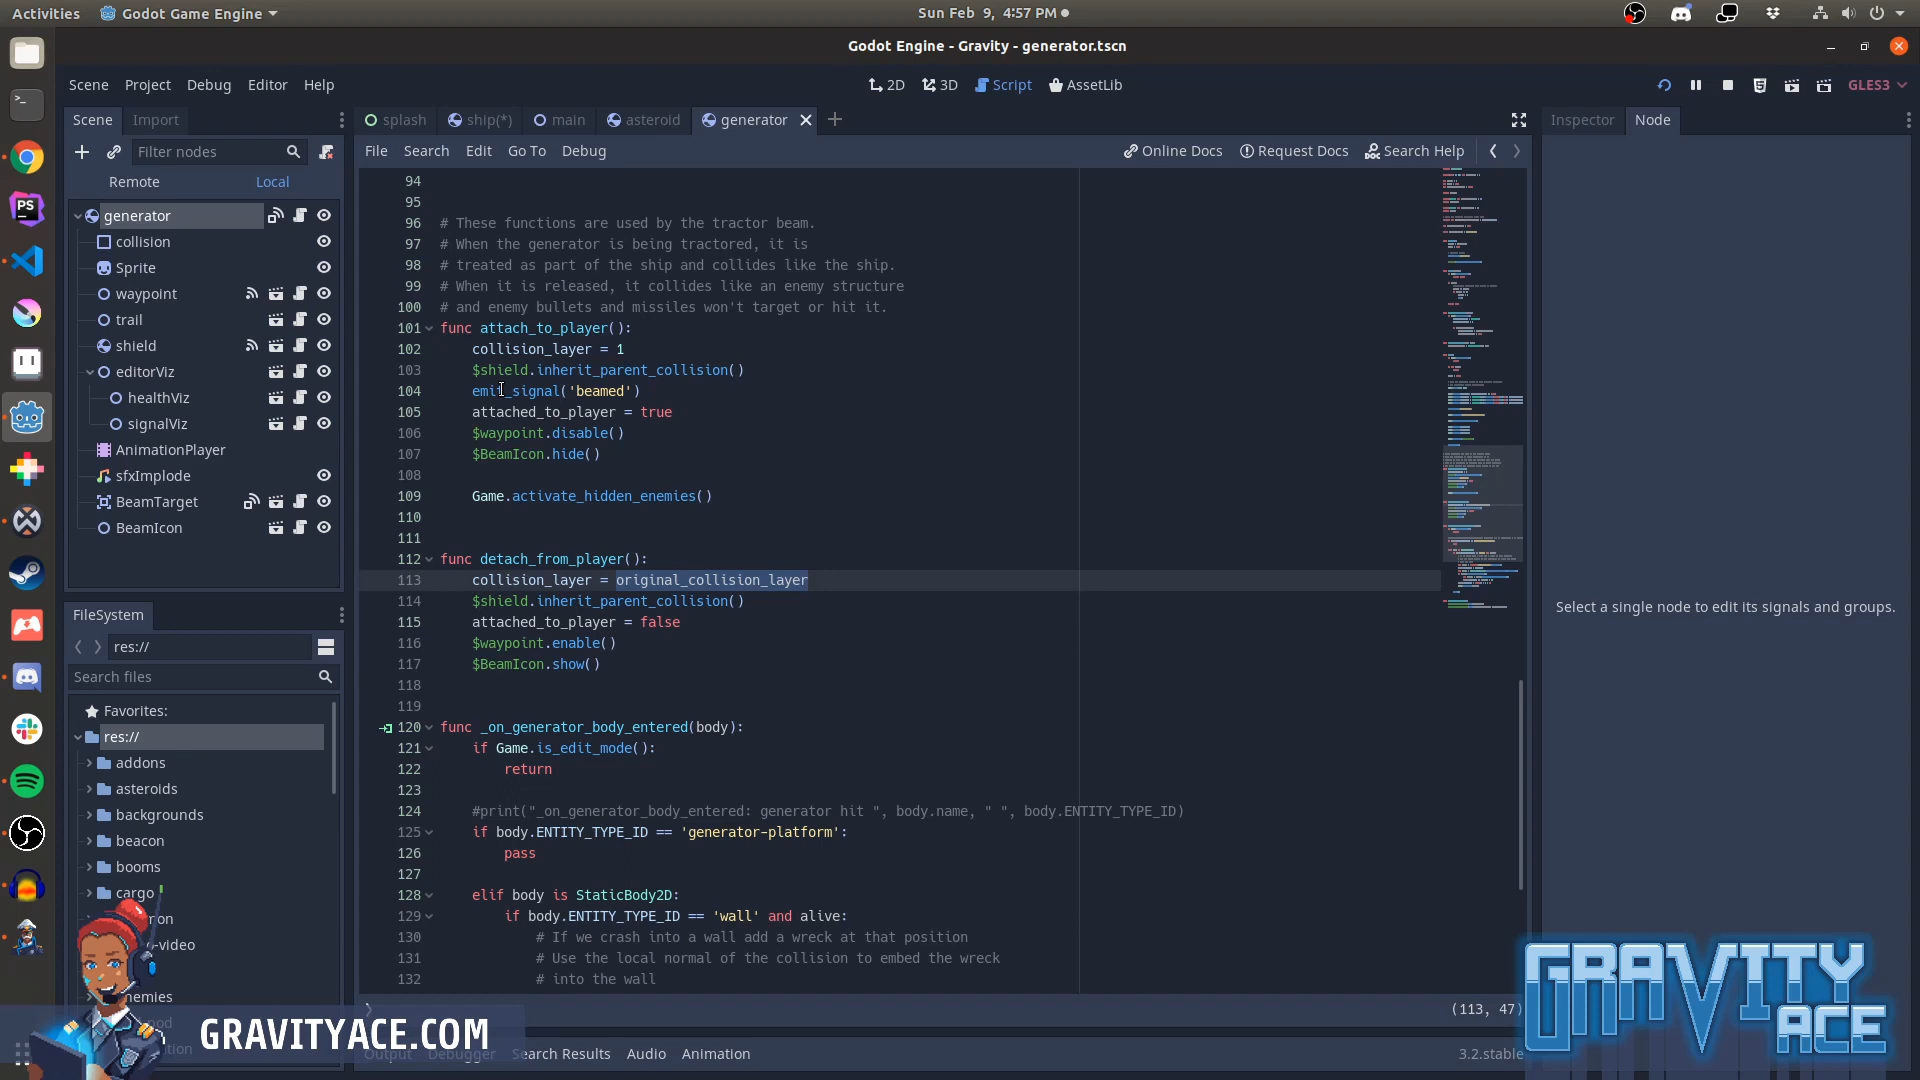 Activities
Godot Game Engine
Sun Feb 9, 4:57 PM
Godot Engine - Gravity - generator.tscn
Scene Project Debug Editor Help
2D 3D Script AssetLib
GLES3
Scene Import
Filter nodes
Remote Local
generator
collision
Sprite
waypoint
trail
shield
editorViz
healthViz
signalViz
AnimationPlayer
sfxImplode
BeamTarget
BeamIcon
FileSystem
res://
Search files
Favorites:
res://
addons
asteroids
backgrounds
beacon
booms
cargo
splash ship(*) main asteroid generator
File Search Edit Go To Debug
Online Docs Request Docs Search Help
94
95
96 # These functions are used by the tractor beam.
97 # When the generator is being tractored, it is
98 # treated as part of the ship and collides like the ship.
99 # When it is released, it collides like an enemy structure
100 # and enemy bullets and missiles won't target or hit it.
101 func attach_to_player():
102 collision_layer = 1
103 $shield.inherit_parent_collision()
104 emit_signal('beamed')
105 attached_to_player = true
106 $waypoint.disable()
107 $BeamIcon.hide()
108
109 Game.activate_hidden_enemies()
110
111
112 func detach_from_player():
113 collision_layer = original_collision_layer
114 $shield.inherit_parent_collision()
115 attached_to_player = false
116 $waypoint.enable()
117 $BeamIcon.show()
118
119
120 func _on_generator_body_entered(body):
121 if Game.is_edit_mode():
122 return
123
124 #print("_on_generator_body_entered: generator hit ", body.name, " ", body.ENTITY_TYPE_ID)
125 if body.ENTITY_TYPE_ID == 'generator-platform':
126 pass
127
128 elif body is StaticBody2D:
129 if body.ENTITY_TYPE_ID == 'wall' and alive:
130 # If we crash into a wall add a wreck at that position
131 # Use the local normal of the collision to embed the wreck
132 # into the wall
(113, 47)
Output Debugger Search Results Audio Animation
3.2.stable
Inspector Node
Select a single node to edit its signals and groups.
GRAVITYACE.COM
GRAVITY
ACE